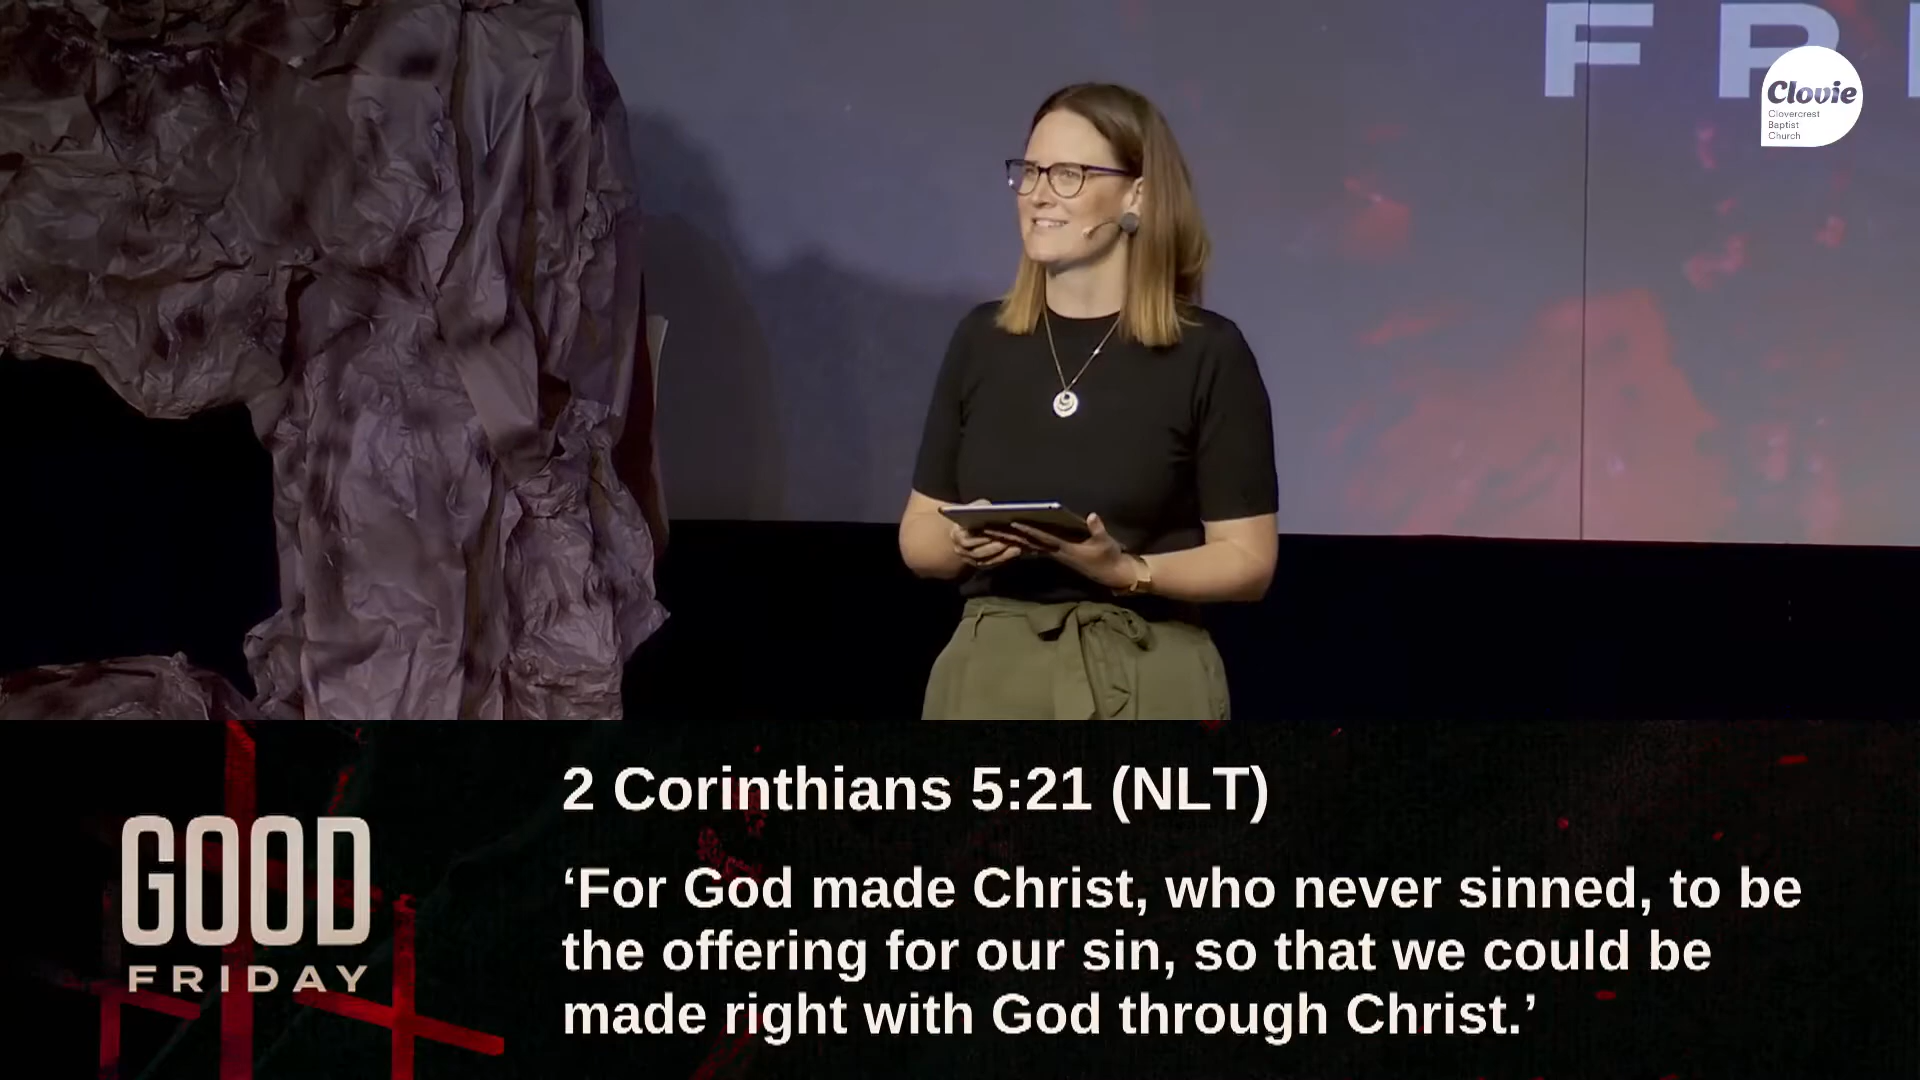 FR
Clovie
Clovercrest
Baptist
Church
2 Corinthians 5:21 (NLT)
‘For God made Christ, who never sinned, to be
the offering for our sin, so that we could be
made right with God through Christ.’
GOOD
FRIDAY